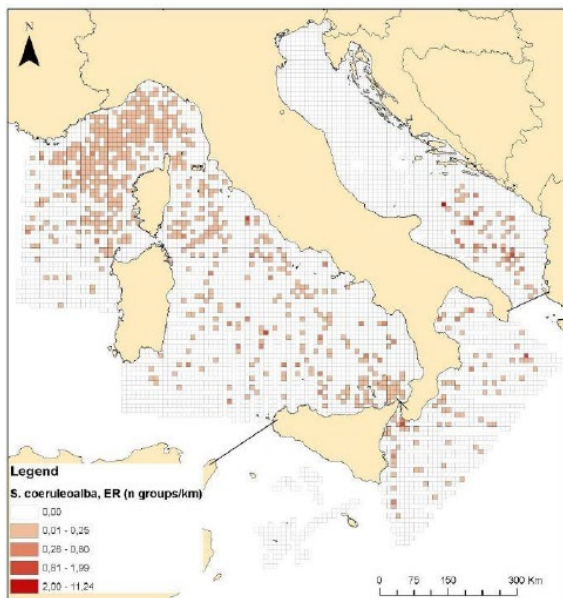 N
Legend
S. coeruleoalba, ER (n groups/km)
0,00
0,01 - 0,25
0,26 - 0,80
0,81 - 1,99
2,00 - 11,24
0 75 150 300 Km